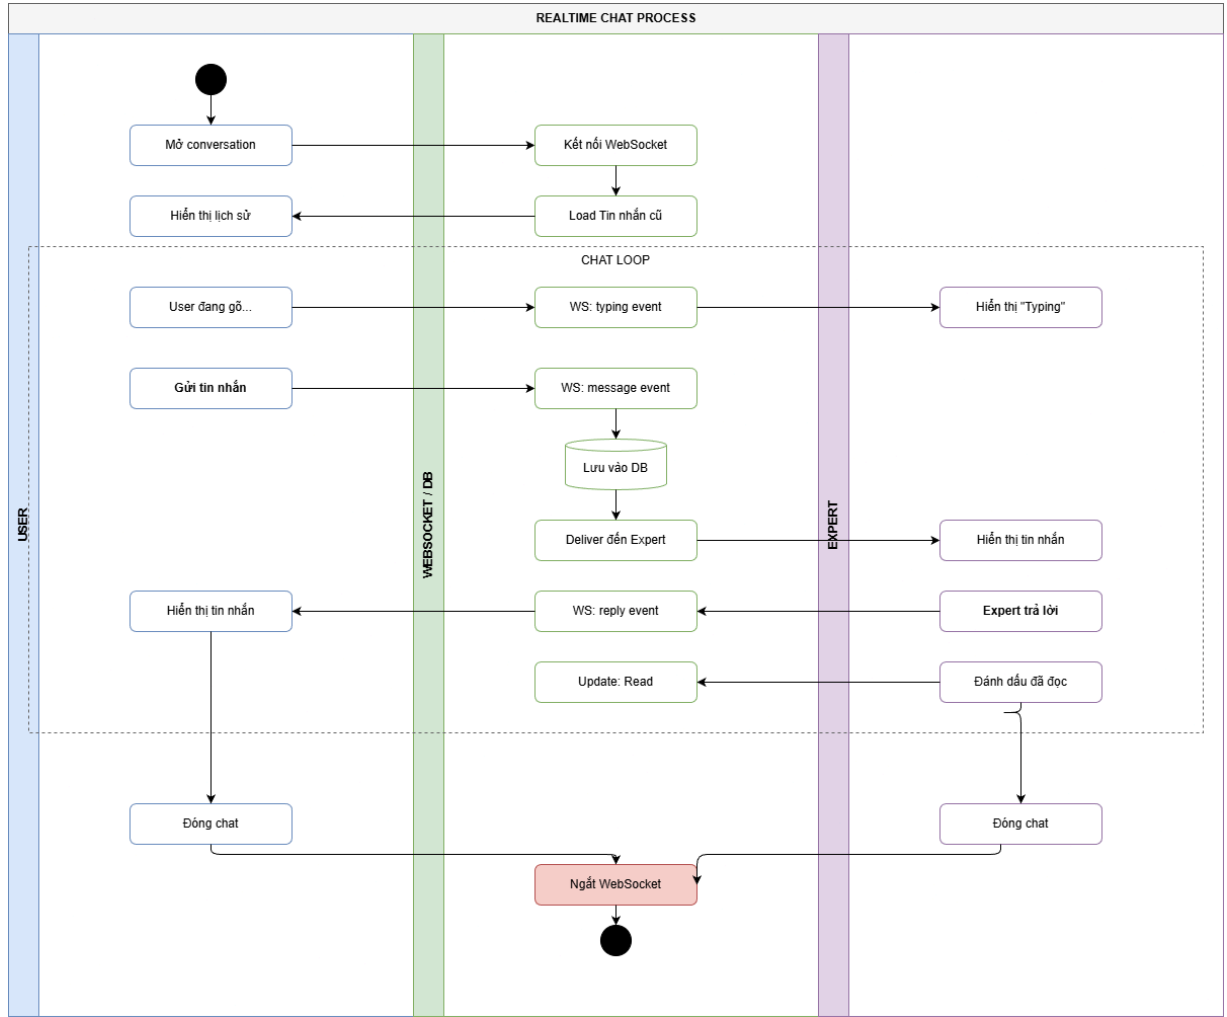 REALTIME CHAT PROCESS
USER
WEBSOCKET / DB
EXPERT
Mở conversation
Kết nối WebSocket
Hiển thị lịch sử
Load Tin nhắn cũ
CHAT LOOP
User đang gõ...
WS: typing event
Hiển thị "Typing"
Gửi tin nhắn
WS: message event
Lưu vào DB
Deliver đến Expert
Hiển thị tin nhắn
Hiển thị tin nhắn
WS: reply event
Expert trả lời
Update: Read
Đánh dấu đã đọc
Đóng chat
Đóng chat
Ngắt WebSocket